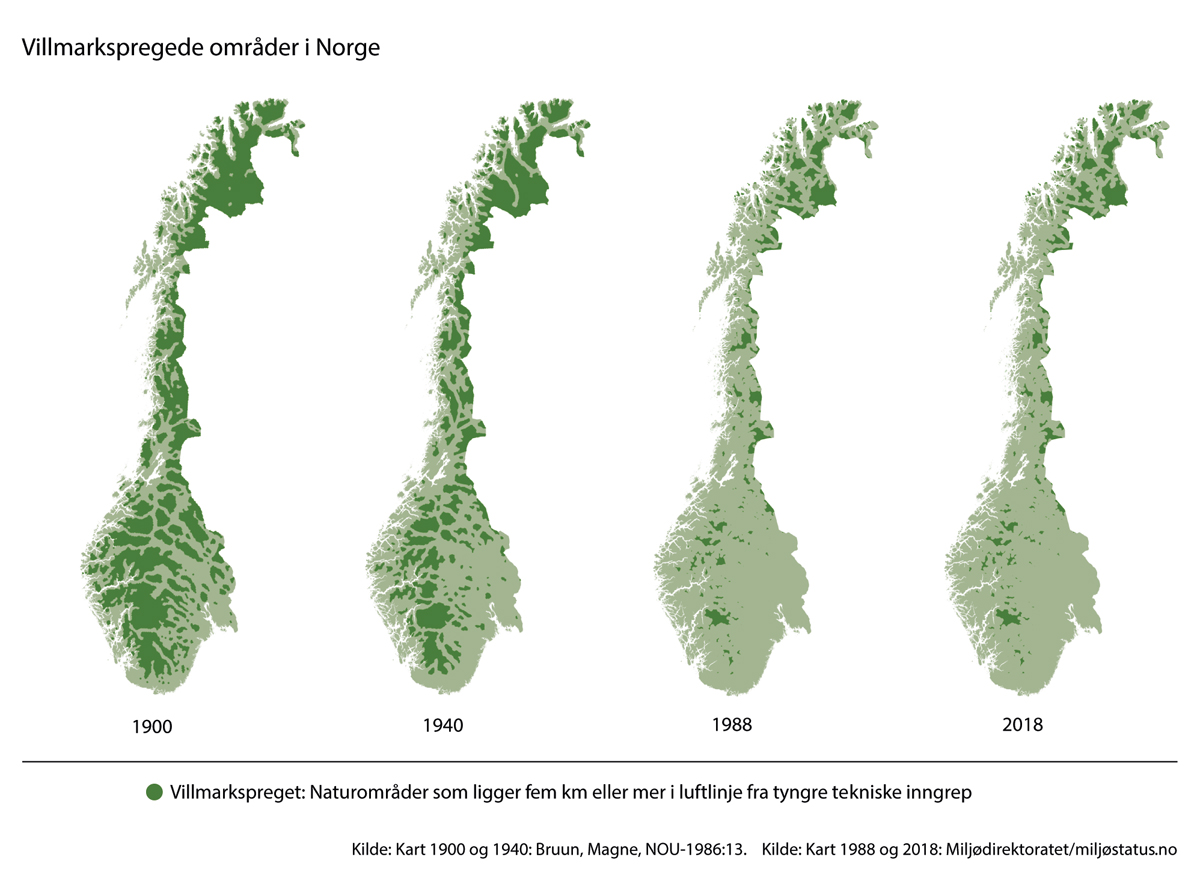 Villmarkspregede områder i Norge
1900
1940
1988
2018
Villmarkspreget: Naturområder som ligger fem km eller mer i luftlinje fra tyngre tekniske inngrep
Kilde: Kart 1900 og 1940: Bruun, Magne, NOU-1986:13. Kilde: Kart 1988 og 2018: Miljødirektoratet/miljøstatus.no